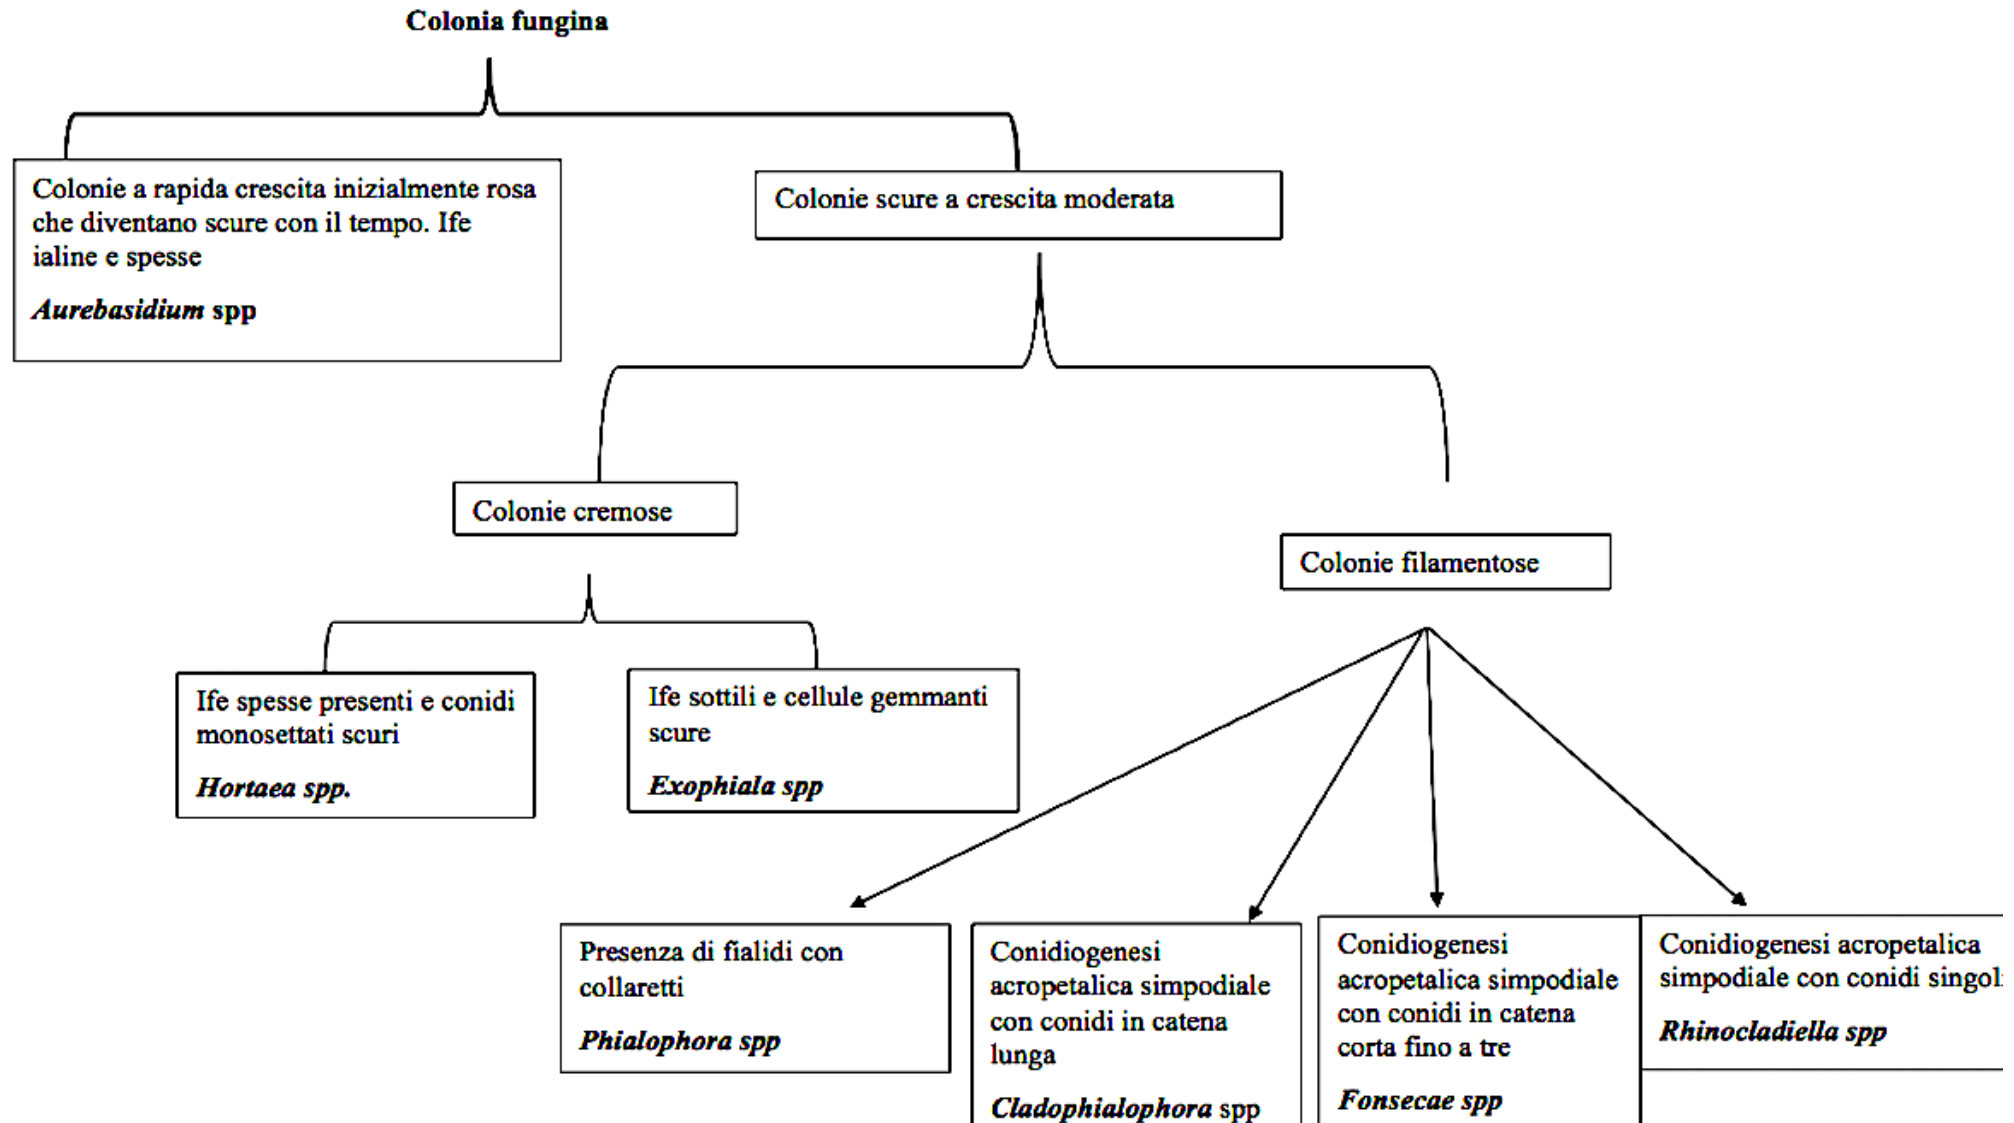 Colonia fungina
Colonie a rapida crescita inizialmente rosa
che diventano scure con il tempo. Ife
ialine e spesse
Aurebasidium spp
Colonie scure a crescita moderata
Colonie cremose
Colonie filamentose
Ife spesse presenti e conidi
monosettati scuri
Hortaea spp.
Ife sottili e cellule gemmanti
scure
Exophiala spp
Presenza di fialidi con
collaretti
Phialophora spp
Conidiogenesi
acropetalica simpodiale
con conidi in catena
lunga
Cladophialophora spp
Conidiogenesi
acropetalica simpodiale
con conidi in catena
corta fino a tre
Fonsecae spp
Conidiogenesi acropetalica
simpodiale con conidi singoli
Rhinocladiella spp